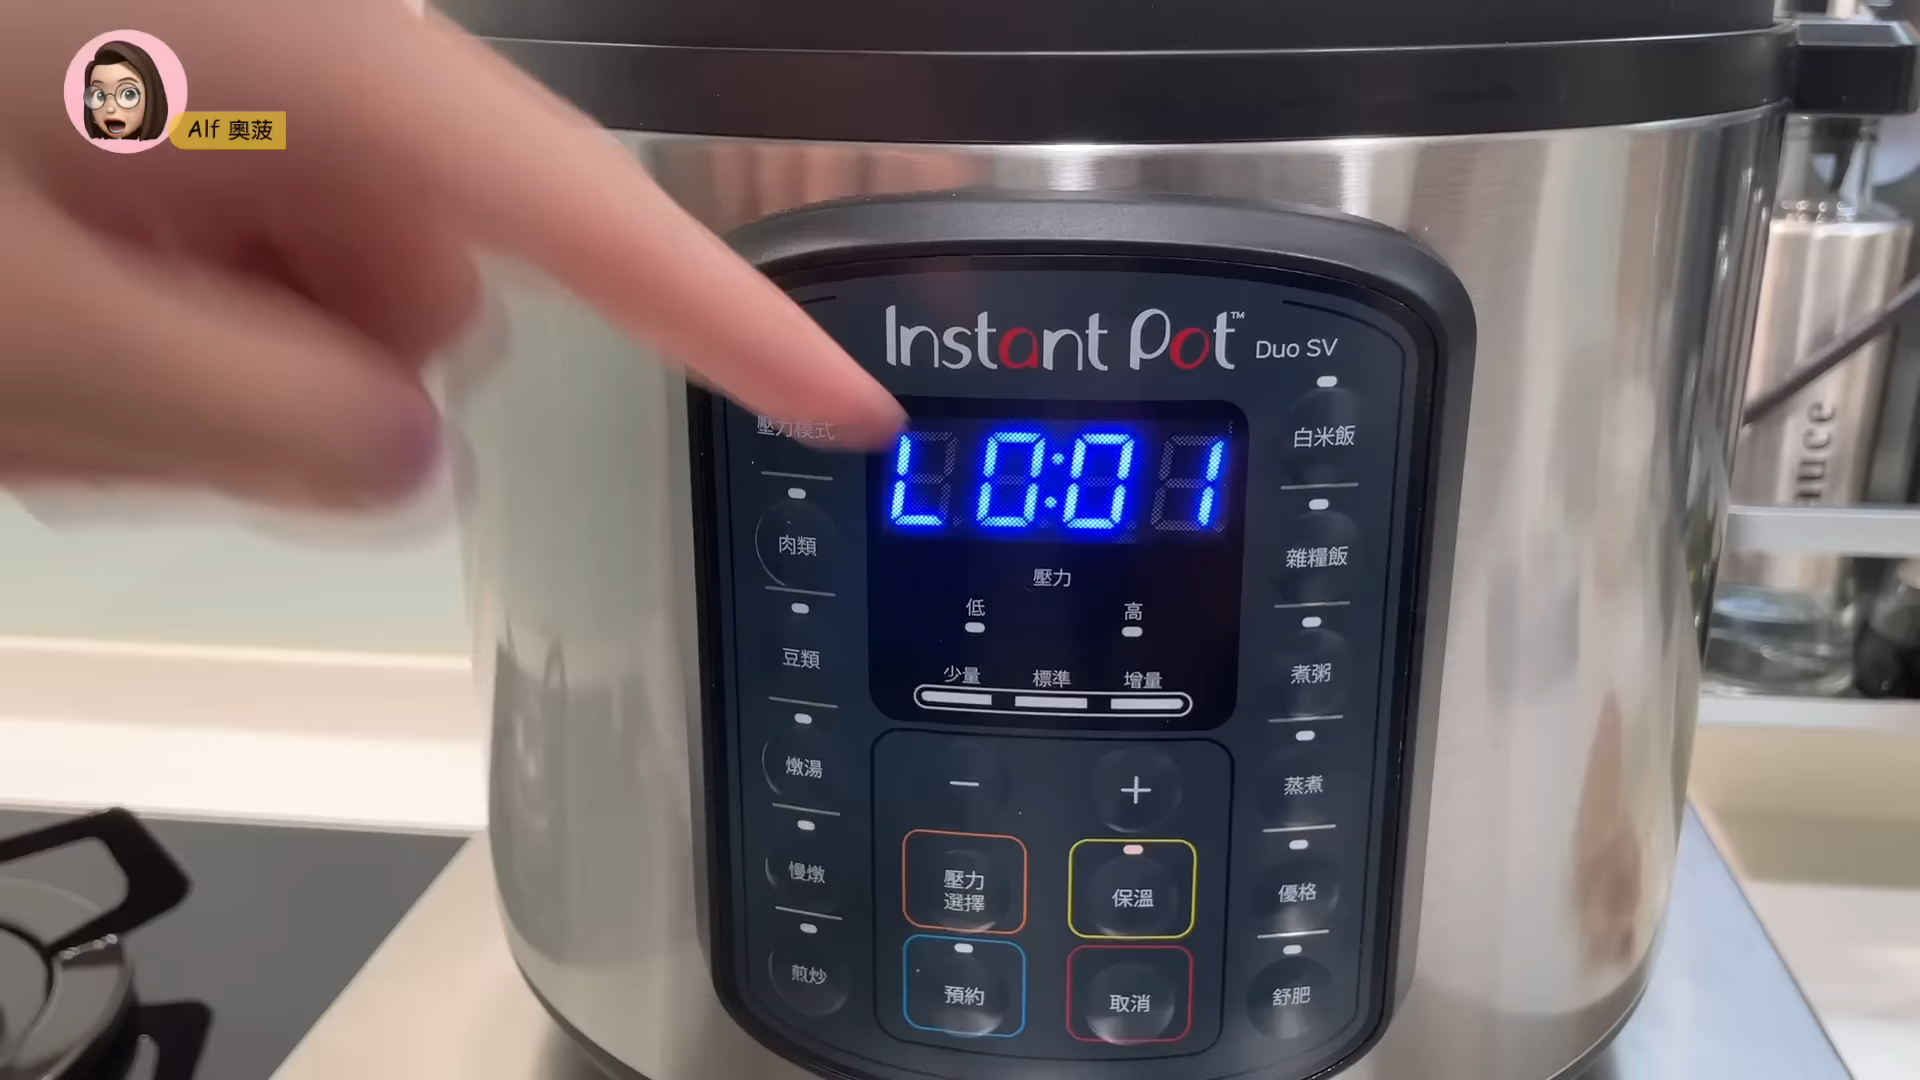 Alf 奧菠
Instant Pot™ Duo SV
壓力模式
L0:01
白米飯
肉類
雜糧飯
壓力
低
高
豆類
煮粥
少量
標準
增量
燉湯
蒸煮
−
+
慢燉
壓力
選擇
保溫
優格
煎炒
預約
取消
舒肥
auce